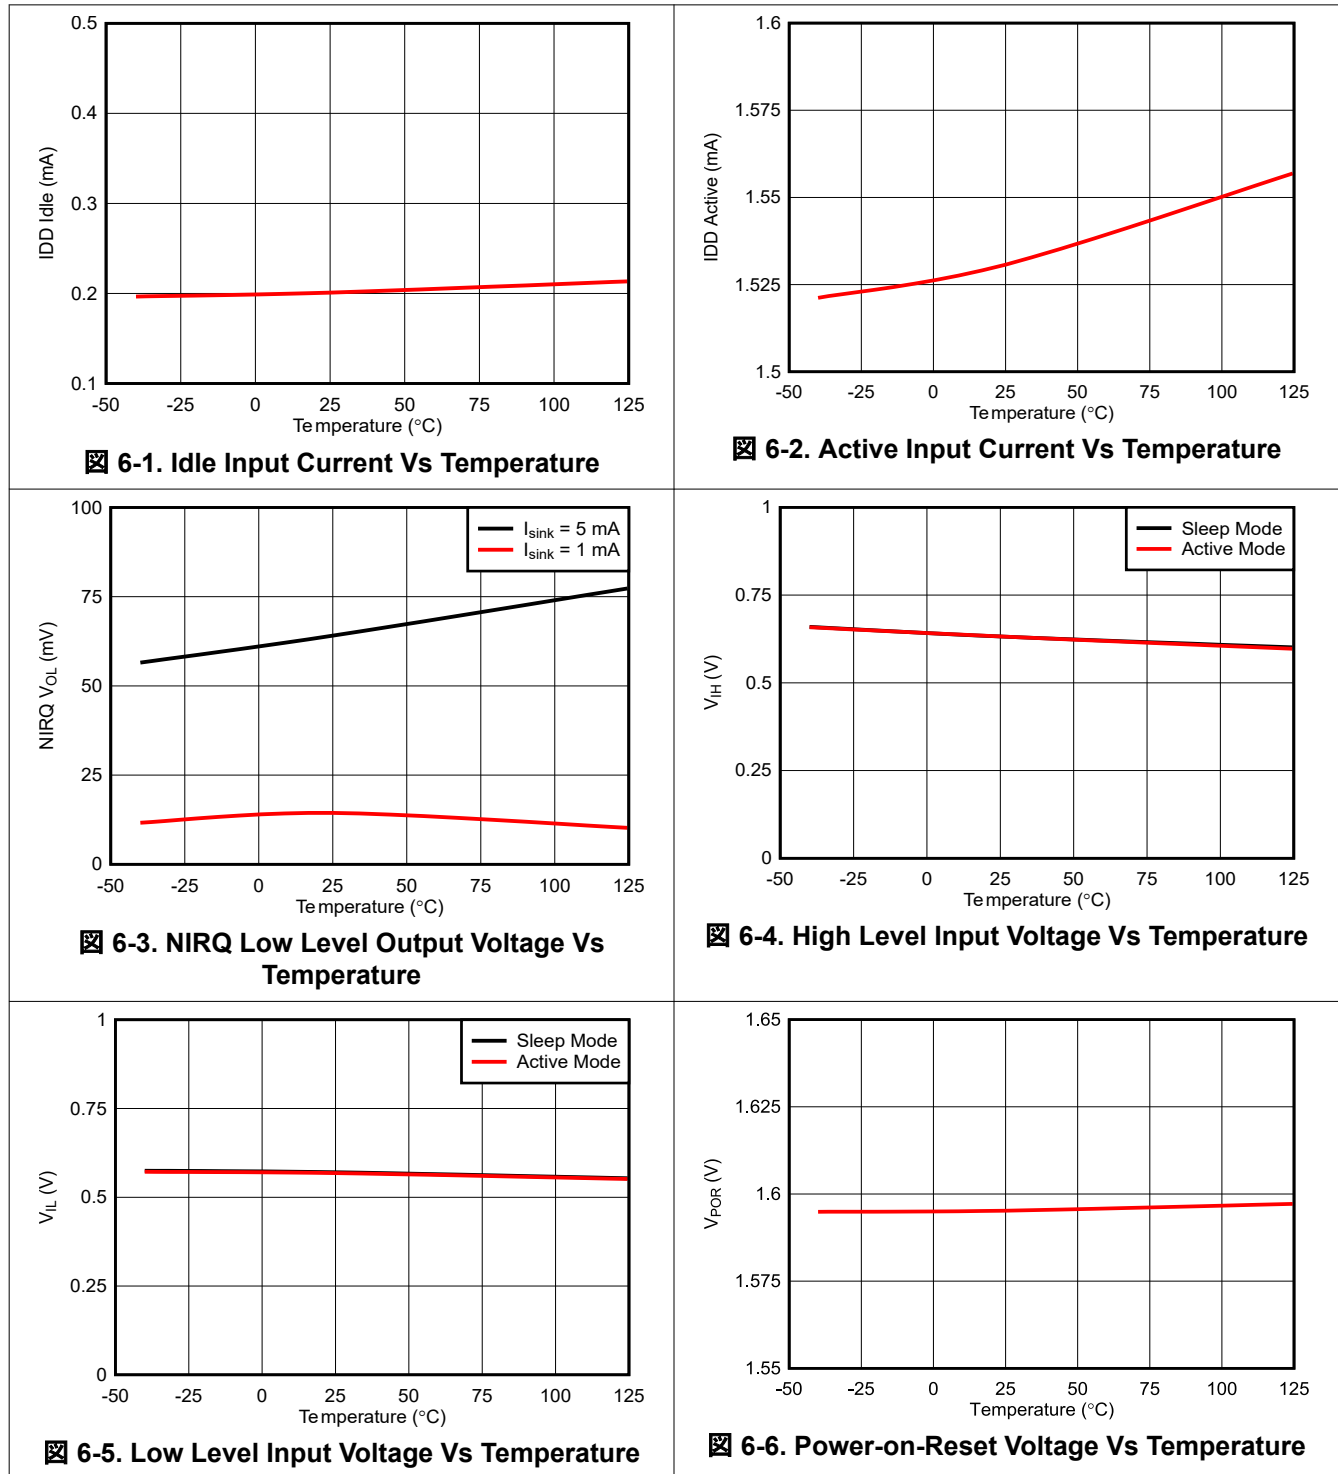 0.5
0.4
0.3
0.2
0.1
IDD Idle (mA)
-50 -25 0 25 50 75 100 125
Temperature (°C)
図 6-1. Idle Input Current Vs Temperature
1.6
1.575
1.55
1.525
1.5
IDD Active (mA)
-50 -25 0 25 50 75 100 125
Temperature (°C)
図 6-2. Active Input Current Vs Temperature
100
75
50
25
0
NIRQ VOL (mV)
Isink = 5 mA
Isink = 1 mA
-50 -25 0 25 50 75 100 125
Temperature (°C)
図 6-3. NIRQ Low Level Output Voltage Vs
Temperature
1
0.75
0.5
0.25
0
VIH (V)
Sleep Mode
Active Mode
-50 -25 0 25 50 75 100 125
Temperature (°C)
図 6-4. High Level Input Voltage Vs Temperature
1
0.75
0.5
0.25
0
VIL (V)
Sleep Mode
Active Mode
-50 -25 0 25 50 75 100 125
Temperature (°C)
図 6-5. Low Level Input Voltage Vs Temperature
1.65
1.625
1.6
1.575
1.55
VPOR (V)
-50 -25 0 25 50 75 100 125
Temperature (°C)
図 6-6. Power-on-Reset Voltage Vs Temperature